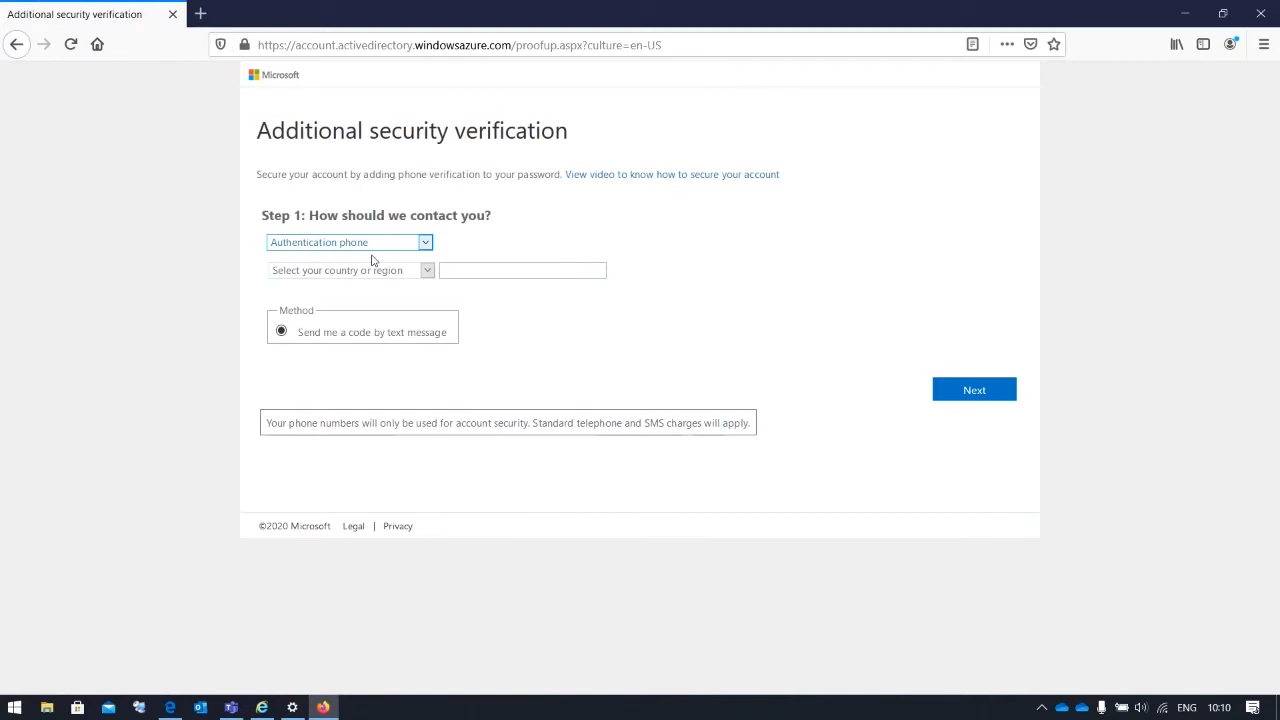 Additional security verification
https://account.activedirectory.windowsazure.com/proofup.aspx?culture=en-US
Microsoft
Additional security verification
Secure your account by adding phone verification to your password. View video to know how to secure your account
Step 1: How should we contact you?
Authentication phone
Select your country or region
Method
Send me a code by text message
Next
Your phone numbers will only be used for account security. Standard telephone and SMS charges will apply.
©2020 Microsoft Legal | Privacy
ENG 10:10